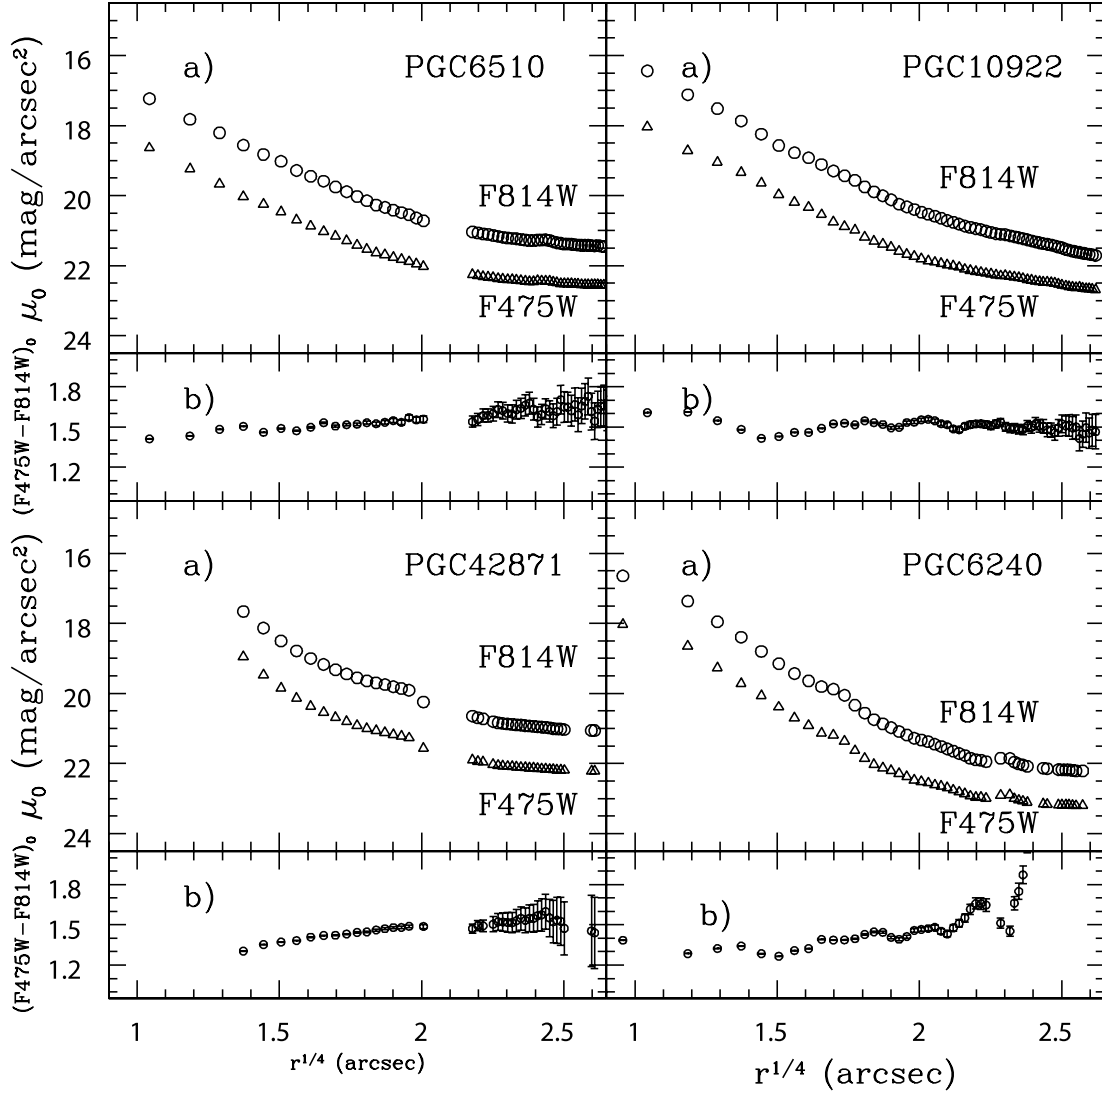 a) PGC6510
a) PGC10922
16
18
20
22
24
μ₀ (mag/arcsec²)
F814W
F475W
F814W
F475W
b)
b)
1.8
1.5
1.2
(F475W−F814W)₀
a) PGC42871
a) PGC6240
16
18
20
22
24
μ₀ (mag/arcsec²)
F814W
F475W
F814W
F475W
b)
b)
1.8
1.5
1.2
(F475W−F814W)₀
1 1.5 2 2.5
1 1.5 2 2.5
r¹/⁴ (arcsec)
r¹/⁴ (arcsec)